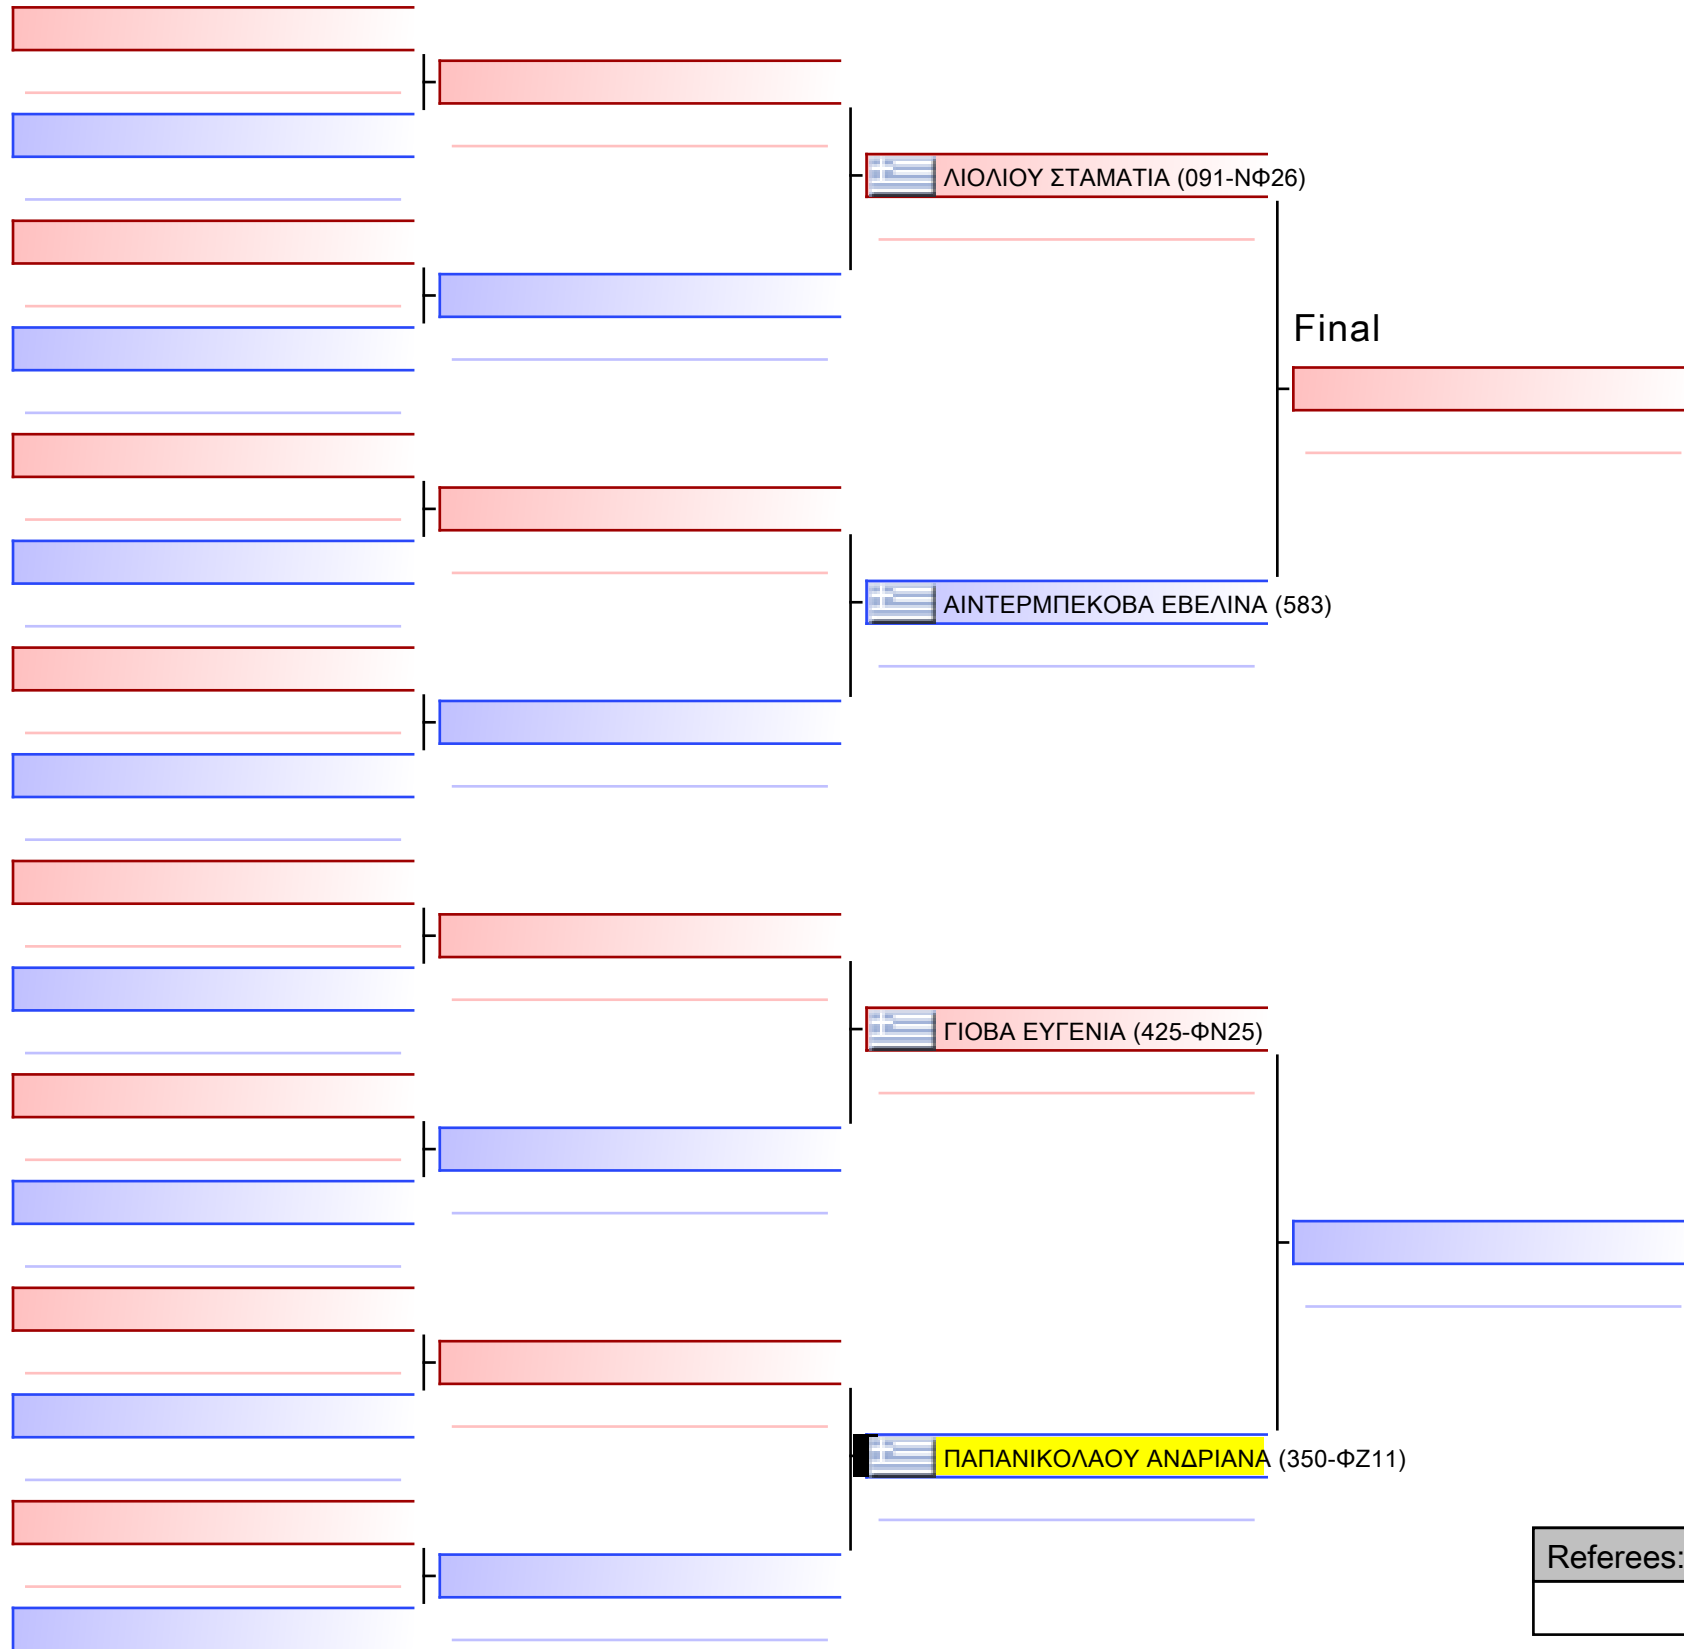 ΛΙΟΛΙΟΥ ΣΤΑΜΑΤΙΑ (091-ΝΦ26)
Final
ΑΙΝΤΕΡΜΠΕΚΟΒΑ ΕΒΕΛΙΝΑ (583)
ΓΙΟΒΑ ΕΥΓΕΝΙΑ (425-ΦΝ25)
ΠΑΠΑΝΙΚΟΛΑΟΥ ΑΝΔΡΙΑΝΑ (350-ΦΖ11)
Referees: